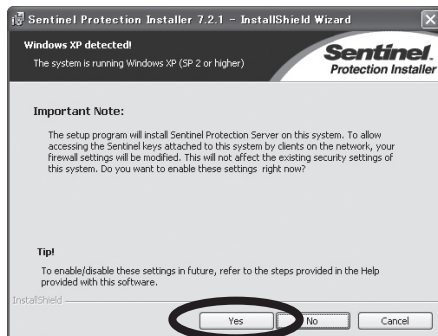 Sentinel Protection Installer 7.2.1 - InstallShield Wizard
Windows XP detected!
The system is running Windows XP (SP 2 or higher)
Sentinel.
Protection Installer
Important Note:
The setup program will install Sentinel Protection Server on this system. To allow
accessing the Sentinel keys attached to this system by clients on the network, your
firewall settings will be modified. This will not affect the existing security settings of
this system. Do you want to enable these settings right now?
Tip!
To enable/disable these settings in future, refer to the steps provided in the Help
provided with this software.
InstallShield
Yes
No
Cancel